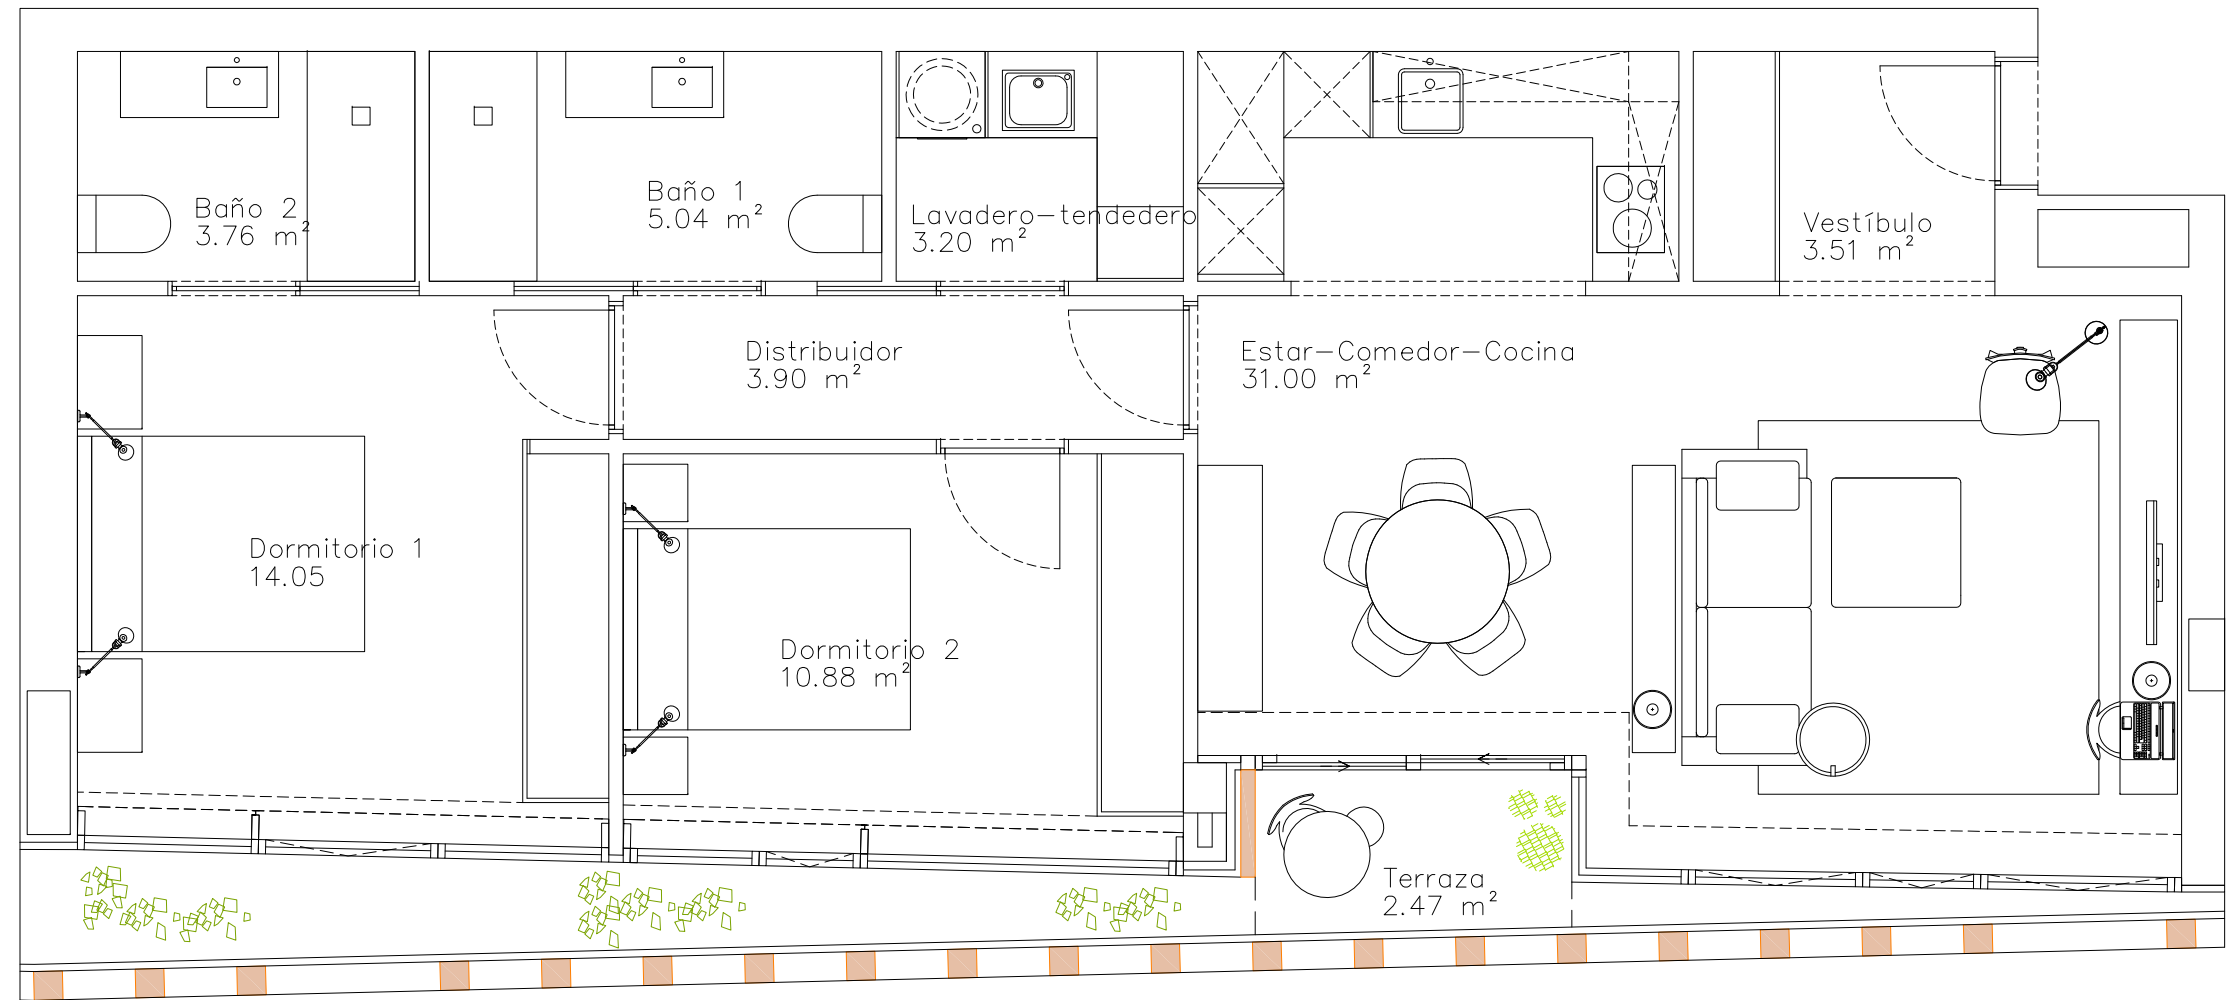 Baño 2
3.76 m²
Baño 1
5.04 m²
Lavadero-tendedero
3.20 m²
Vestíbulo
3.51 m²
Distribuidor
3.90 m²
Estar-Comedor-Cocina
31.00 m²
Dormitorio 1
14.05
Dormitorio 2
10.88 m²
Terraza
2.47 m²